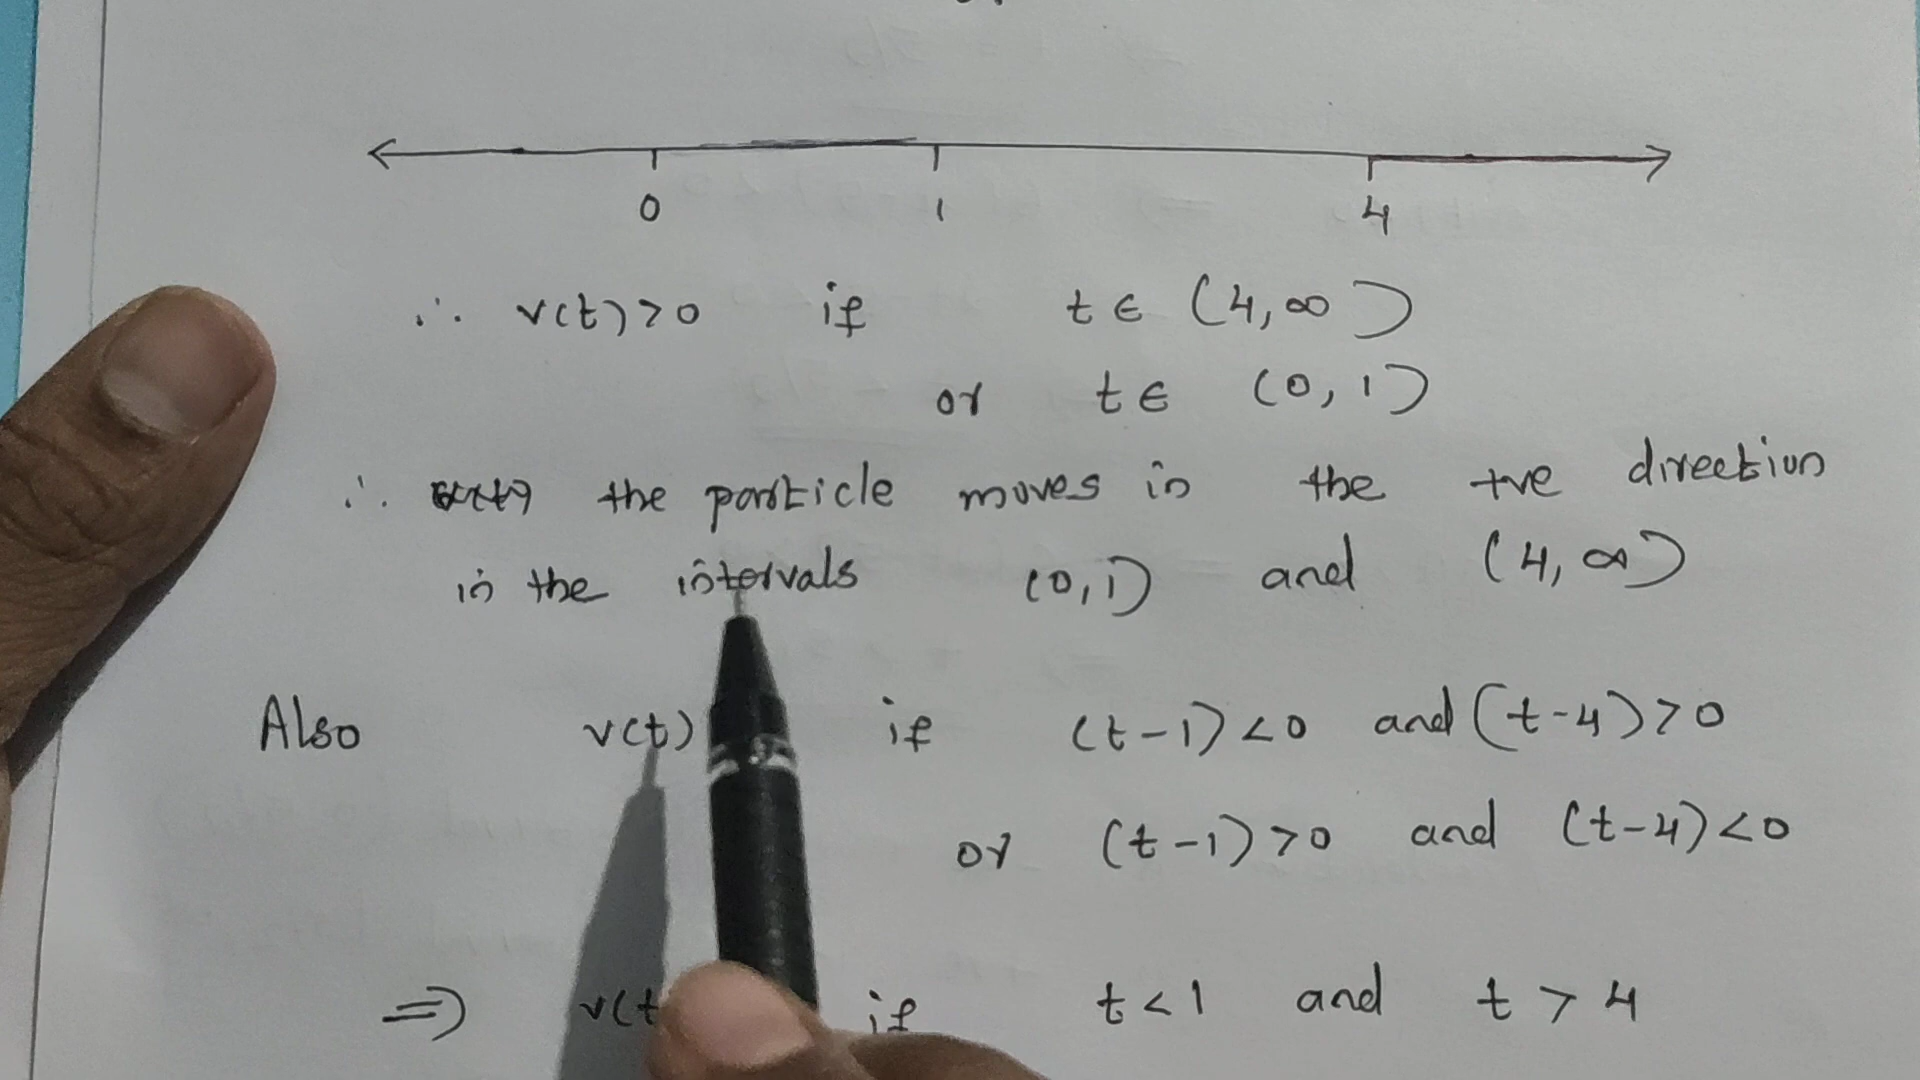 0 1 4
∴ v(t)>0 if t∈ (4,∞)
or t∈ (0,1)
∴ the particle moves in the +ve direction
in the intervals (0,1) and (4,∞)
Also v(t) if (t-1)<0 and (t-4)>0
or (t-1)>0 and (t-4)<0
=> v(t if t<1 and t>4